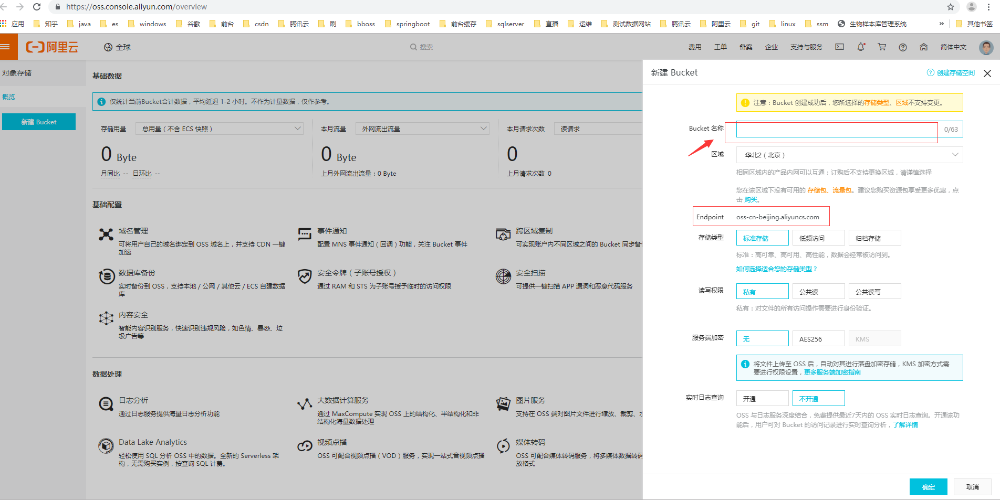 https://oss.console.aliyun.com/overview
应用 知乎 java es windows 谷歌 前台 csdn 腾讯云 刷 bboss springboot 前台缓存 sqlserver 直播 运维 测试数据网站 腾讯云 阿里云 git linux ssm 生物样本库管理系统 » 其他书签
阿里云 全球 搜索 费用 工单 备案 企业 支持与服务 简体中文
对象存储
概览
新建 Bucket
基础数据
仅统计当前Bucket合计数据，平均延迟 1-2 小时。不作为计量数据，仅作参考。
存储用量 总用量（不含 ECS 快照） 本月流量 外网流出流量 本月请求次数 读请求
0 Byte 0 Byte 0
月同比 -- 日环比 -- 上月外网流出流量：0 Byte 上月请求次数 0
基础配置
域名管理
可将用户自己的域名绑定到 OSS 域名上，并支持 CDN 一键
加速
事件通知
配置 MNS 事件通知（回调）功能，关注 Bucket 事件
跨区域复制
可实现账户内不同区域之间的 Bucket 同步备
数据库备份
实时备份到 OSS，支持本地 / 公网 / 其他云 / ECS 自建数据
库
安全令牌（子账号授权）
通过 RAM 和 STS 为子账号授予临时的访问权限
安全扫描
可提供一键扫描 APP 漏洞和恶意代码服务
内容安全
智能内容识别服务，快速识别违规风险，如色情、暴恐、垃
圾广告等
数据处理
日志分析
通过日志服务提供海量日志分析功能
大数据计算服务
通过 MaxCompute 实现 OSS 上的结构化、半结构化和非
结构化海量数据处理
图片服务
支持在 OSS 端对图片文件进行缩放、裁剪、
Data Lake Analytics
轻松使用 SQL 分析 OSS 中的数据。全新的 Serverless 架
构，无需购买实例，按查询 SQL 计费。
视频点播
OSS 可配合视频点播（VOD）服务，实现一站式音视频点播
媒体转码
OSS 可配合媒体转码服务，将多媒体数据转码
放格式
新建 Bucket 创建存储空间
注意：Bucket 创建成功后，您所选择的存储类型、区域不支持变更。
Bucket 名称 0/63
区域 华北2（北京）
相同区域内的产品内网可以互通；订购后不支持更换区域，请谨慎选择
您在该区域下没有可用的 存储包、流量包。建议您购买资源包享受更多优惠，点
击 购买。
Endpoint oss-cn-beijing.aliyuncs.com
存储类型 标准存储 低频访问 归档存储
标准：高可靠、高可用、高性能，数据会经常被访问到。
如何选择适合您的存储类型？
读写权限 私有 公共读 公共读写
私有：对文件的所有访问操作需要进行身份验证。
服务端加密 无 AES256 KMS
将文件上传至 OSS 后，自动对其进行落盘加密存储，KMS 加密方式需
要进行权限设置，更多服务端加密指南
实时日志查询 开通 不开通
OSS 与日志服务深度结合，免费提供最近7天内的 OSS 实时日志查询。开通该功
能后，用户可对 Bucket 的访问记录进行实时查询分析，了解详情
确定 取消